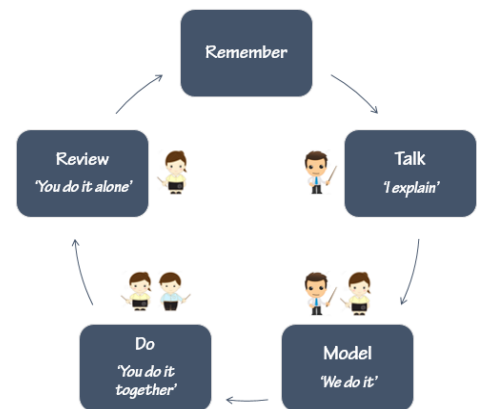 Remember
Talk
'I explain'
Model
'We do it'
Do
'You do it
together'
Review
'You do it alone'